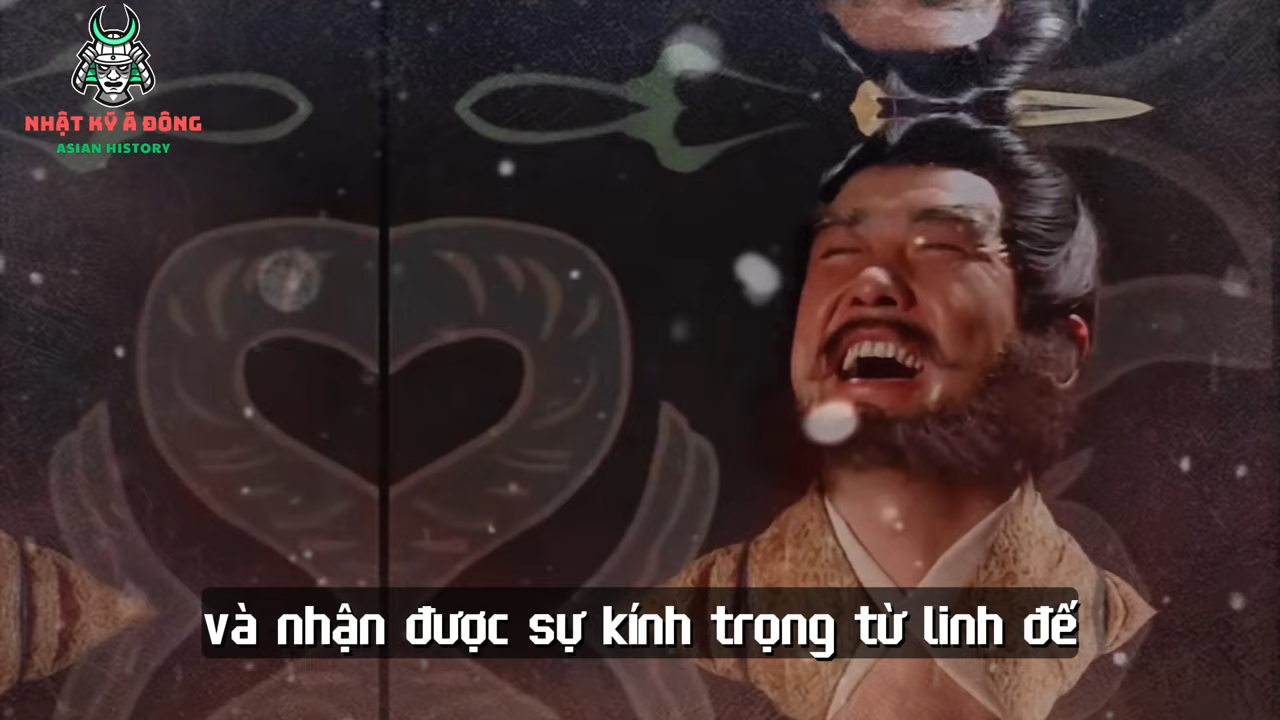 NHẬT KÝ Á ĐÔNG
ASIAN HISTORY
và nhận được sự kính trọng từ linh đế